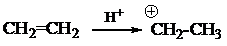 CH₂=CH₂ H⁺ ⟶ ⊕CH₂-CH₃